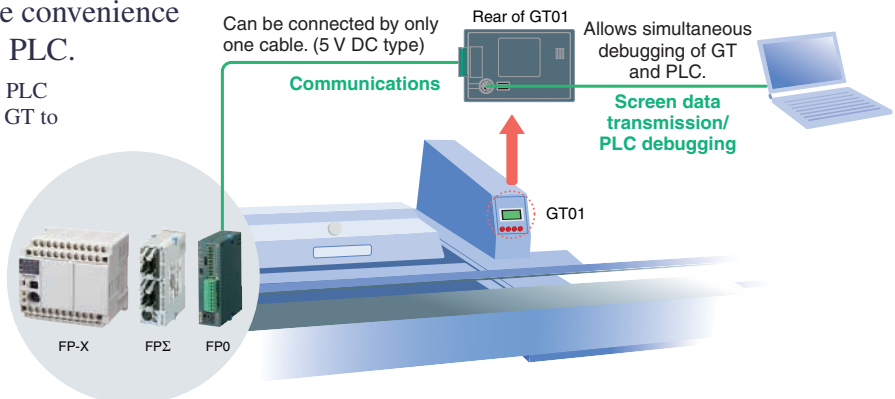 e convenience
PLC.
PLC
GT to
Can be connected by only
one cable. (5 V DC type)
Communications
Rear of GT01
Allows simultaneous
debugging of GT
and PLC.
Screen data
transmission/
PLC debugging
GT01
FP-X
FPΣ
FP0